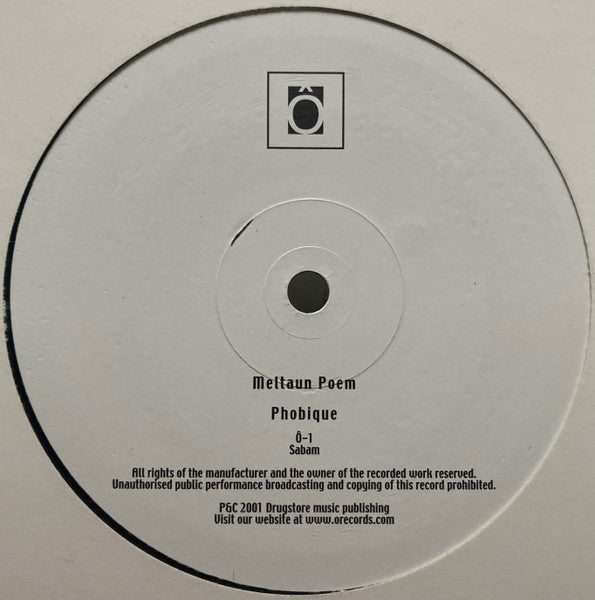 Ô
Meltaun Poem
Phobique
Ô-1
Sabam
All rights of the manufacturer and the owner of the recorded work reserved.
Unauthorised public performance broadcasting and copying of this record prohibited.
P&C 2001 Drugstore music publishing
Visit our website at www.orecords.com